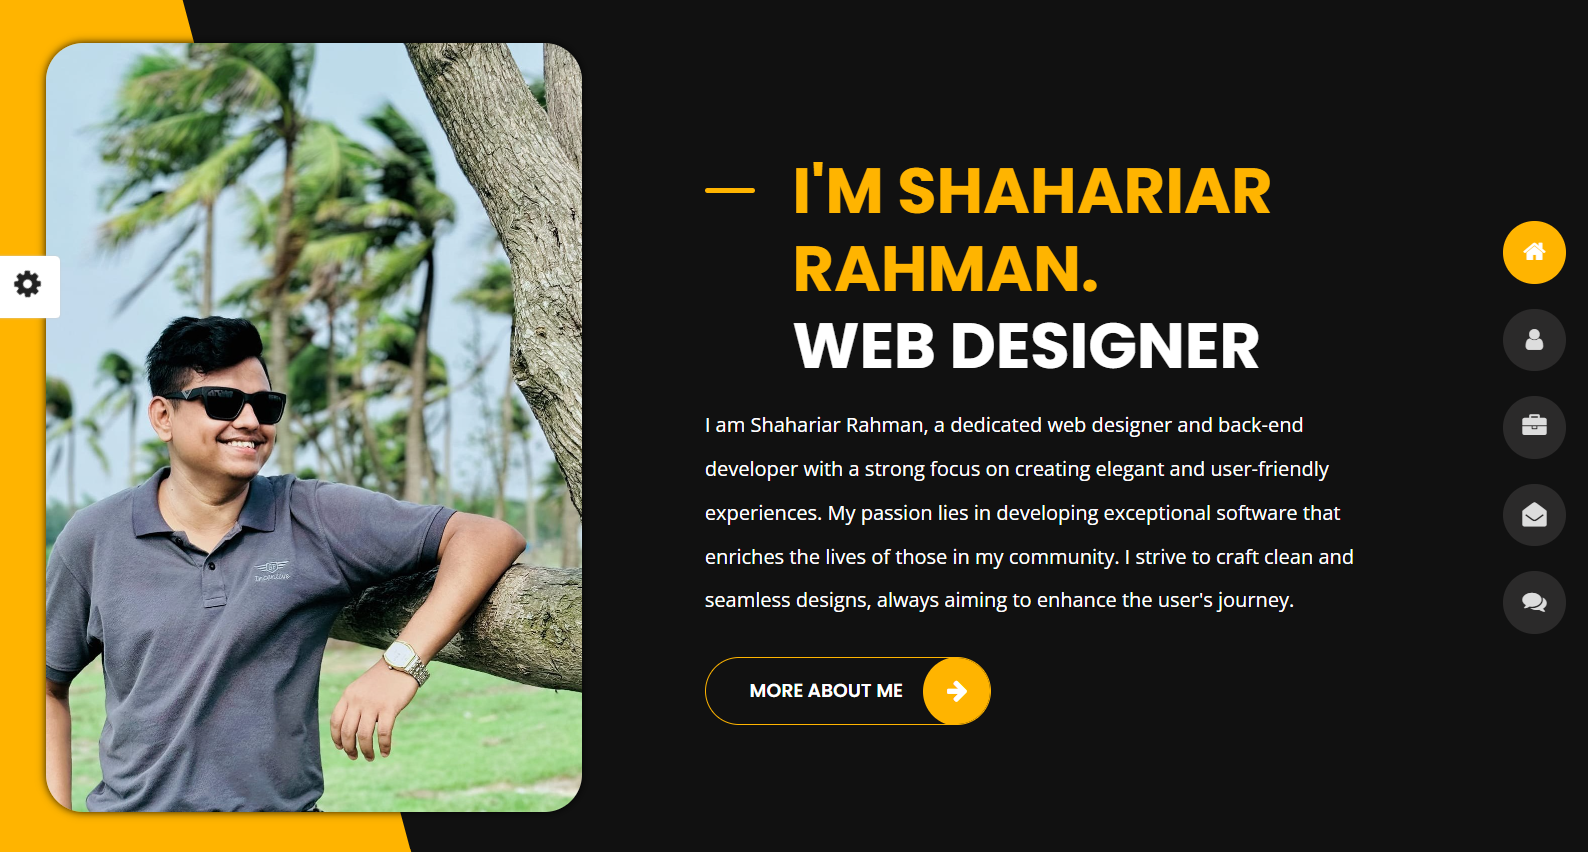 I'M SHAHARIAR
RAHMAN.
WEB DESIGNER
I am Shahariar Rahman, a dedicated web designer and back-end
developer with a strong focus on creating elegant and user-friendly
experiences. My passion lies in developing exceptional software that
enriches the lives of those in my community. I strive to craft clean and
seamless designs, always aiming to enhance the user's journey.
MORE ABOUT ME